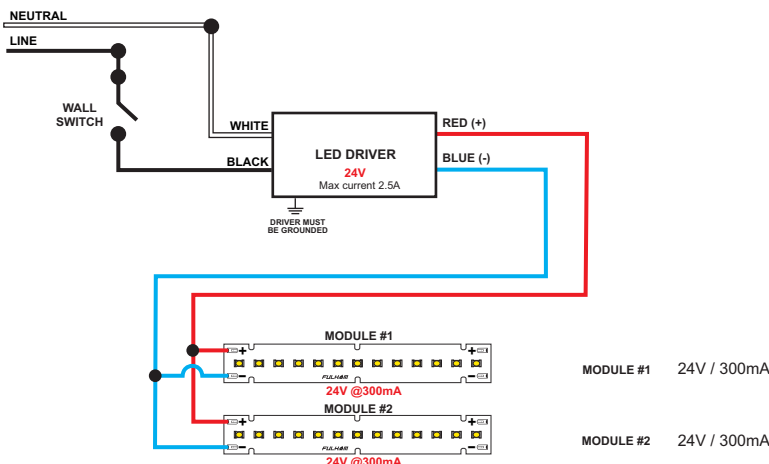 NEUTRAL
LINE
WALL
SWITCH
WHITE
BLACK
LED DRIVER
24V
Max current 2.5A
RED (+)
BLUE (-)
DRIVER MUST
BE GROUNDED
MODULE #1
+ +
- -
FULHAM
24V @300mA
MODULE #2
+ +
- -
FULHAM
24V @300mA
MODULE #1 24V / 300mA
MODULE #2 24V / 300mA